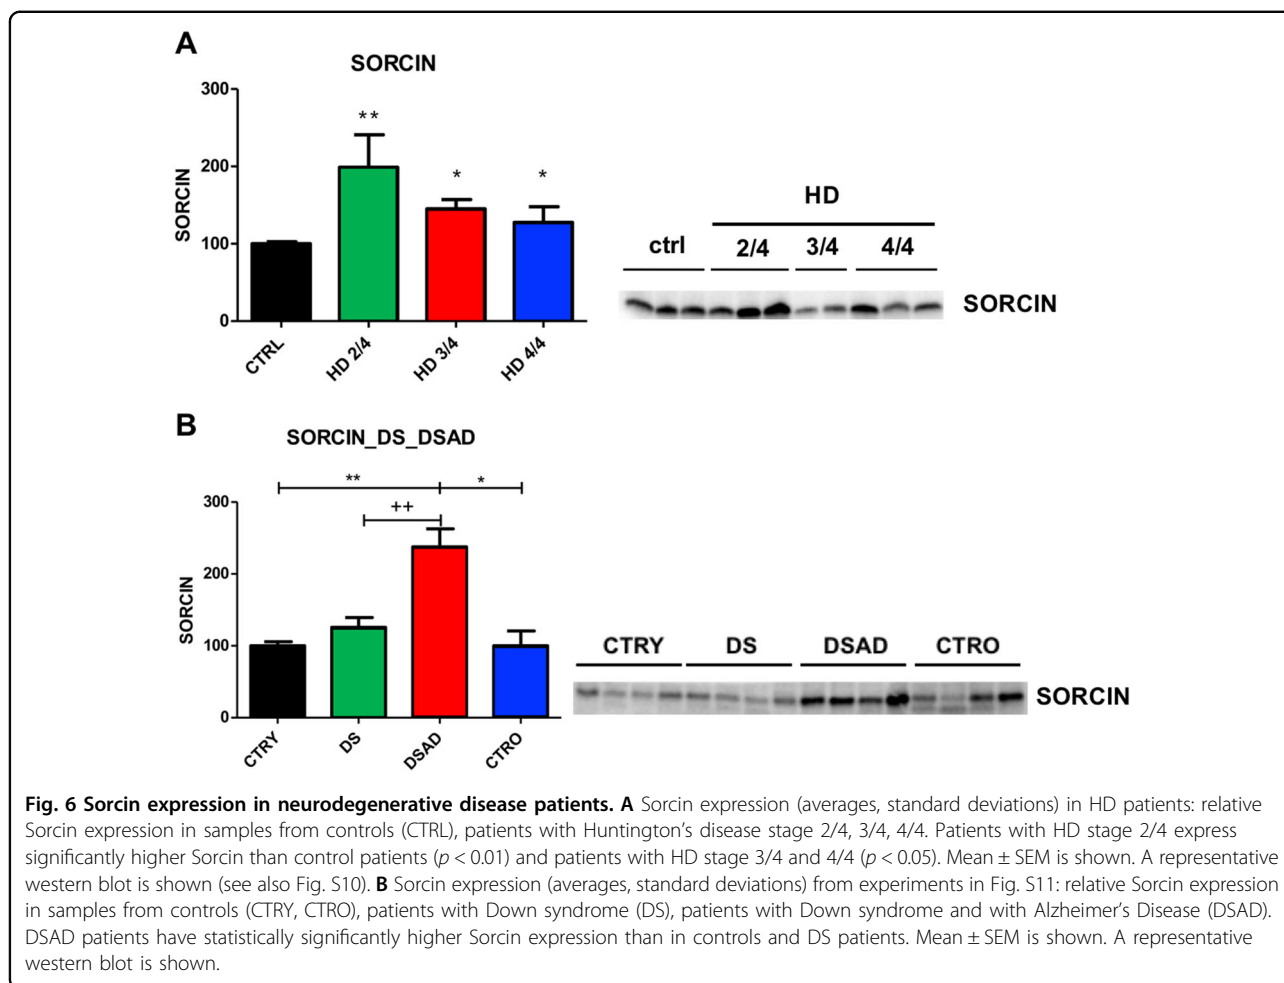 A
SORCIN
300
200
100
0
SORCIN
**
*
*
CTRL
HD 2/4
HD 3/4
HD 4/4
HD
ctrl
2/4
3/4
4/4
SORCIN
B
SORCIN_DS_DSAD
**
*
++
300
200
100
0
SORCIN
CTRY
DS
DSAD
CTRO
CTRY
DS
DSAD
CTRO
SORCIN
Fig. 6 Sorcin expression in neurodegenerative disease patients. A Sorcin expression (averages, standard deviations) in HD patients: relative
Sorcin expression in samples from controls (CTRL), patients with Huntington's disease stage 2/4, 3/4, 4/4. Patients with HD stage 2/4 express
significantly higher Sorcin than control patients (p < 0.01) and patients with HD stage 3/4 and 4/4 (p < 0.05). Mean ± SEM is shown. A representative
western blot is shown (see also Fig. S10). B Sorcin expression (averages, standard deviations) from experiments in Fig. S11: relative Sorcin expression
in samples from controls (CTRY, CTRO), patients with Down syndrome (DS), patients with Down syndrome and with Alzheimer's Disease (DSAD).
DSAD patients have statistically significantly higher Sorcin expression than in controls and DS patients. Mean ± SEM is shown. A representative
western blot is shown.